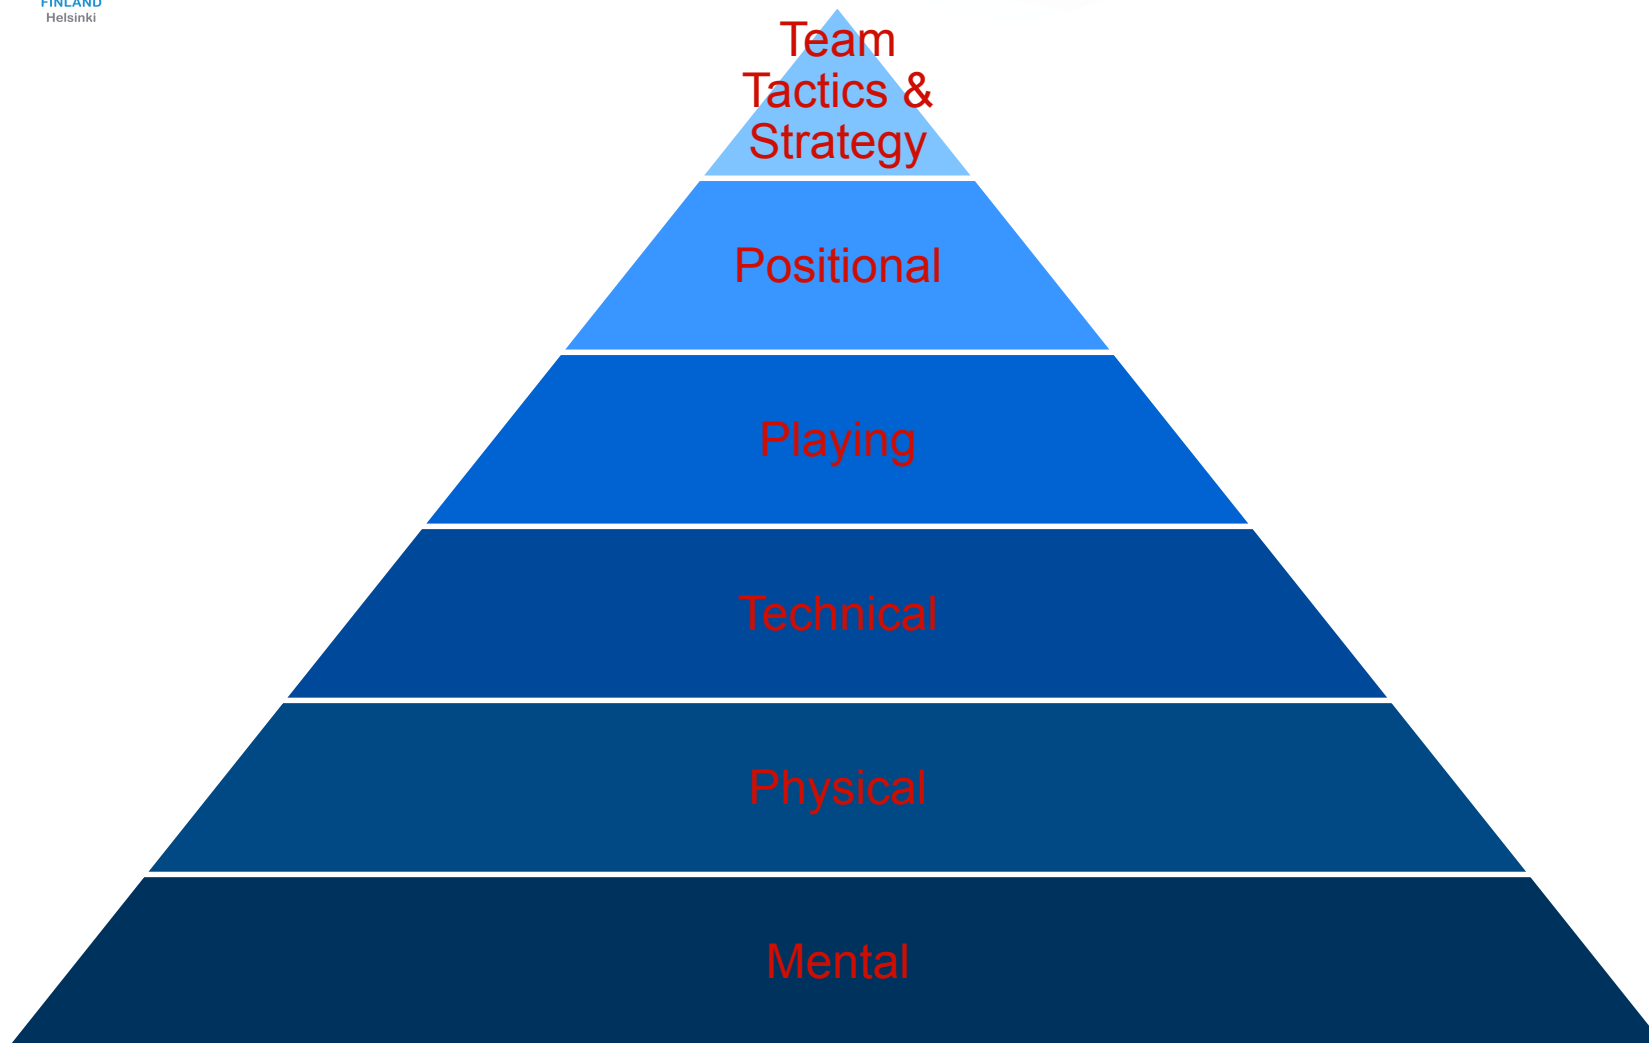 FINLAND
Helsinki
Team
Tactics &
Strategy
Positional
Playing
Technical
Physical
Mental